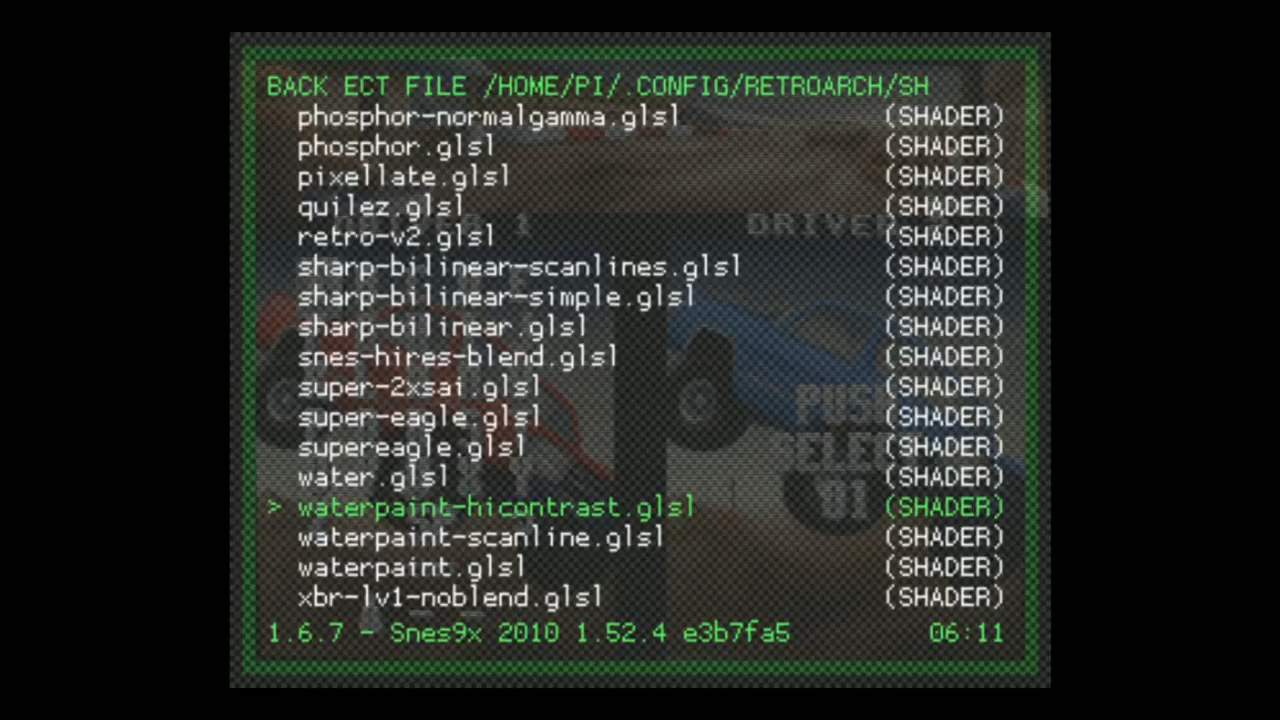 BACK ECT FILE /HOME/PI/.CONFIG/RETROARCH/SH
phosphor-normalgamma.glsl (SHADER)
phosphor.glsl (SHADER)
pixellate.glsl (SHADER)
quilez.glsl (SHADER)
retro-v2.glsl (SHADER)
sharp-bilinear-scanlines.glsl (SHADER)
sharp-bilinear-simple.glsl (SHADER)
sharp-bilinear.glsl (SHADER)
snes-hires-blend.glsl (SHADER)
super-2xsai.glsl (SHADER)
super-eagle.glsl (SHADER)
supereagle.glsl (SHADER)
water.glsl (SHADER)
> waterpaint-hicontrast.glsl (SHADER)
waterpaint-scanline.glsl (SHADER)
waterpaint.glsl (SHADER)
xbr-lv1-noblend.glsl (SHADER)
1.6.7 - Snes9x 2010 1.52.4 e3b7fa5 06:11
DRIVER
PUSH
SELECT